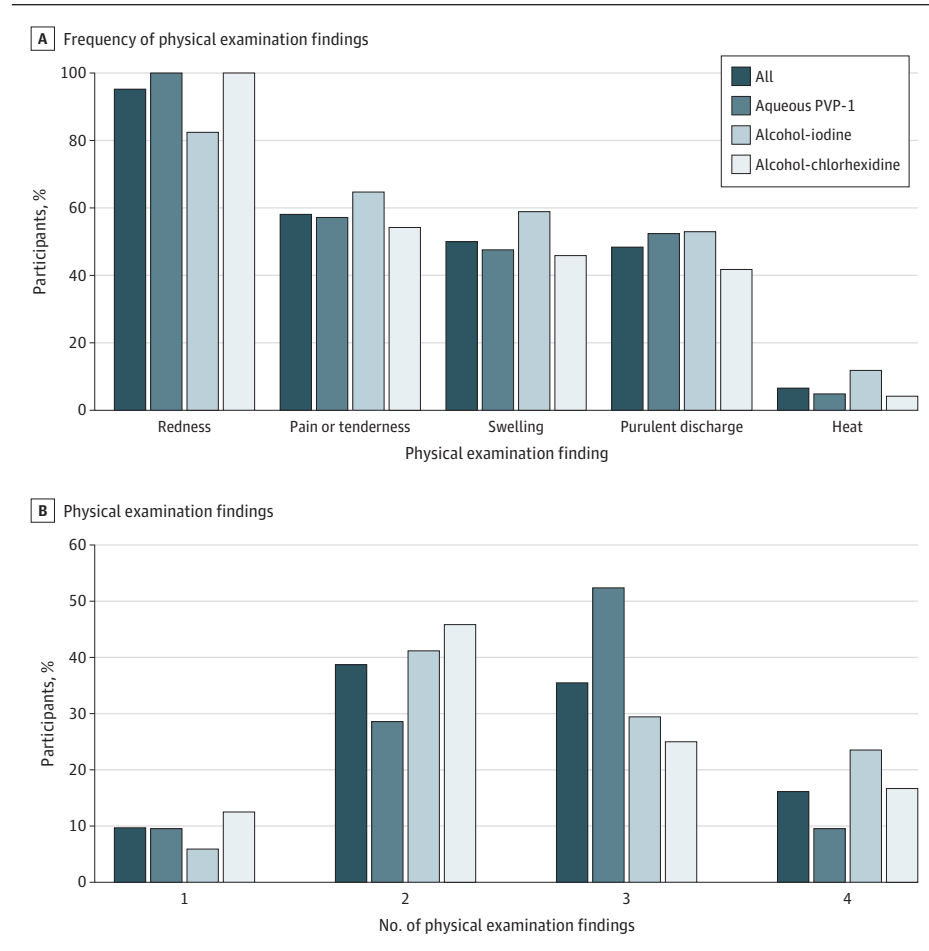 A Frequency of physical examination findings
100
80
60
40
20
0
Participants, %
All
Aqueous PVP-1
Alcohol-iodine
Alcohol-chlorhexidine
Redness Pain or tenderness Swelling Purulent discharge Heat
Physical examination finding
B Physical examination findings
60
50
40
30
20
10
0
Participants, %
1 2 3 4
No. of physical examination findings